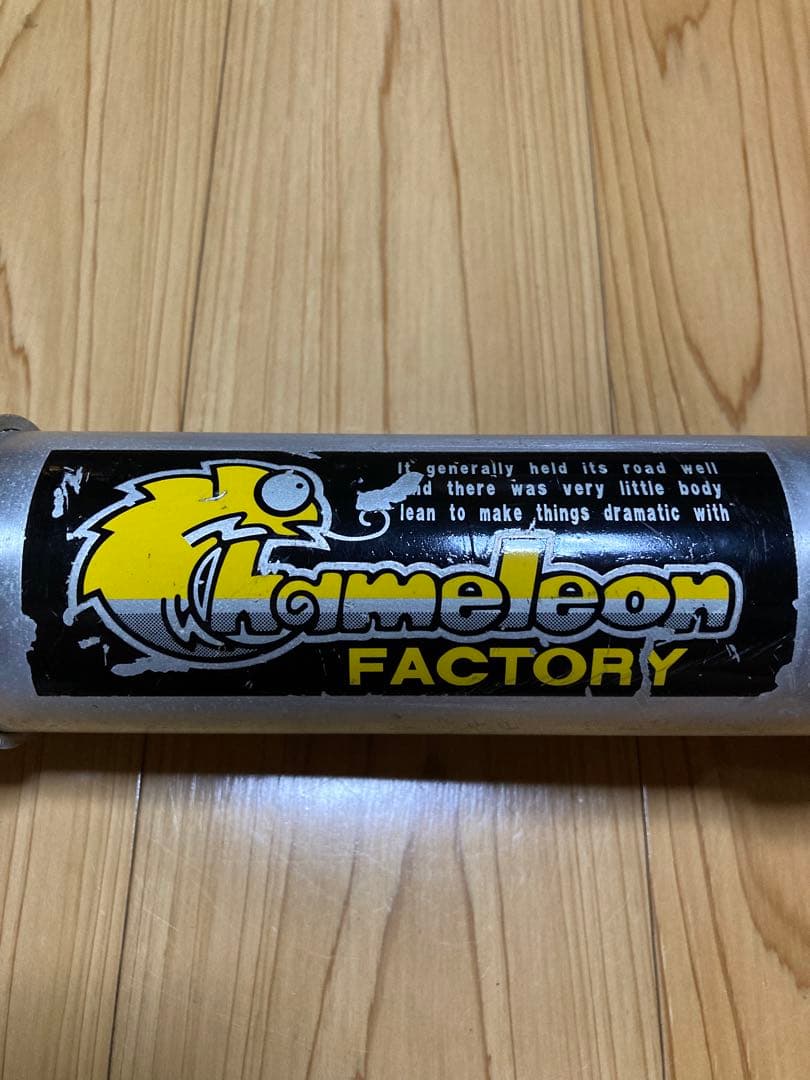 It generally held its road well
and there was very little body
lean to make things dramatic with
Chameleon
FACTORY